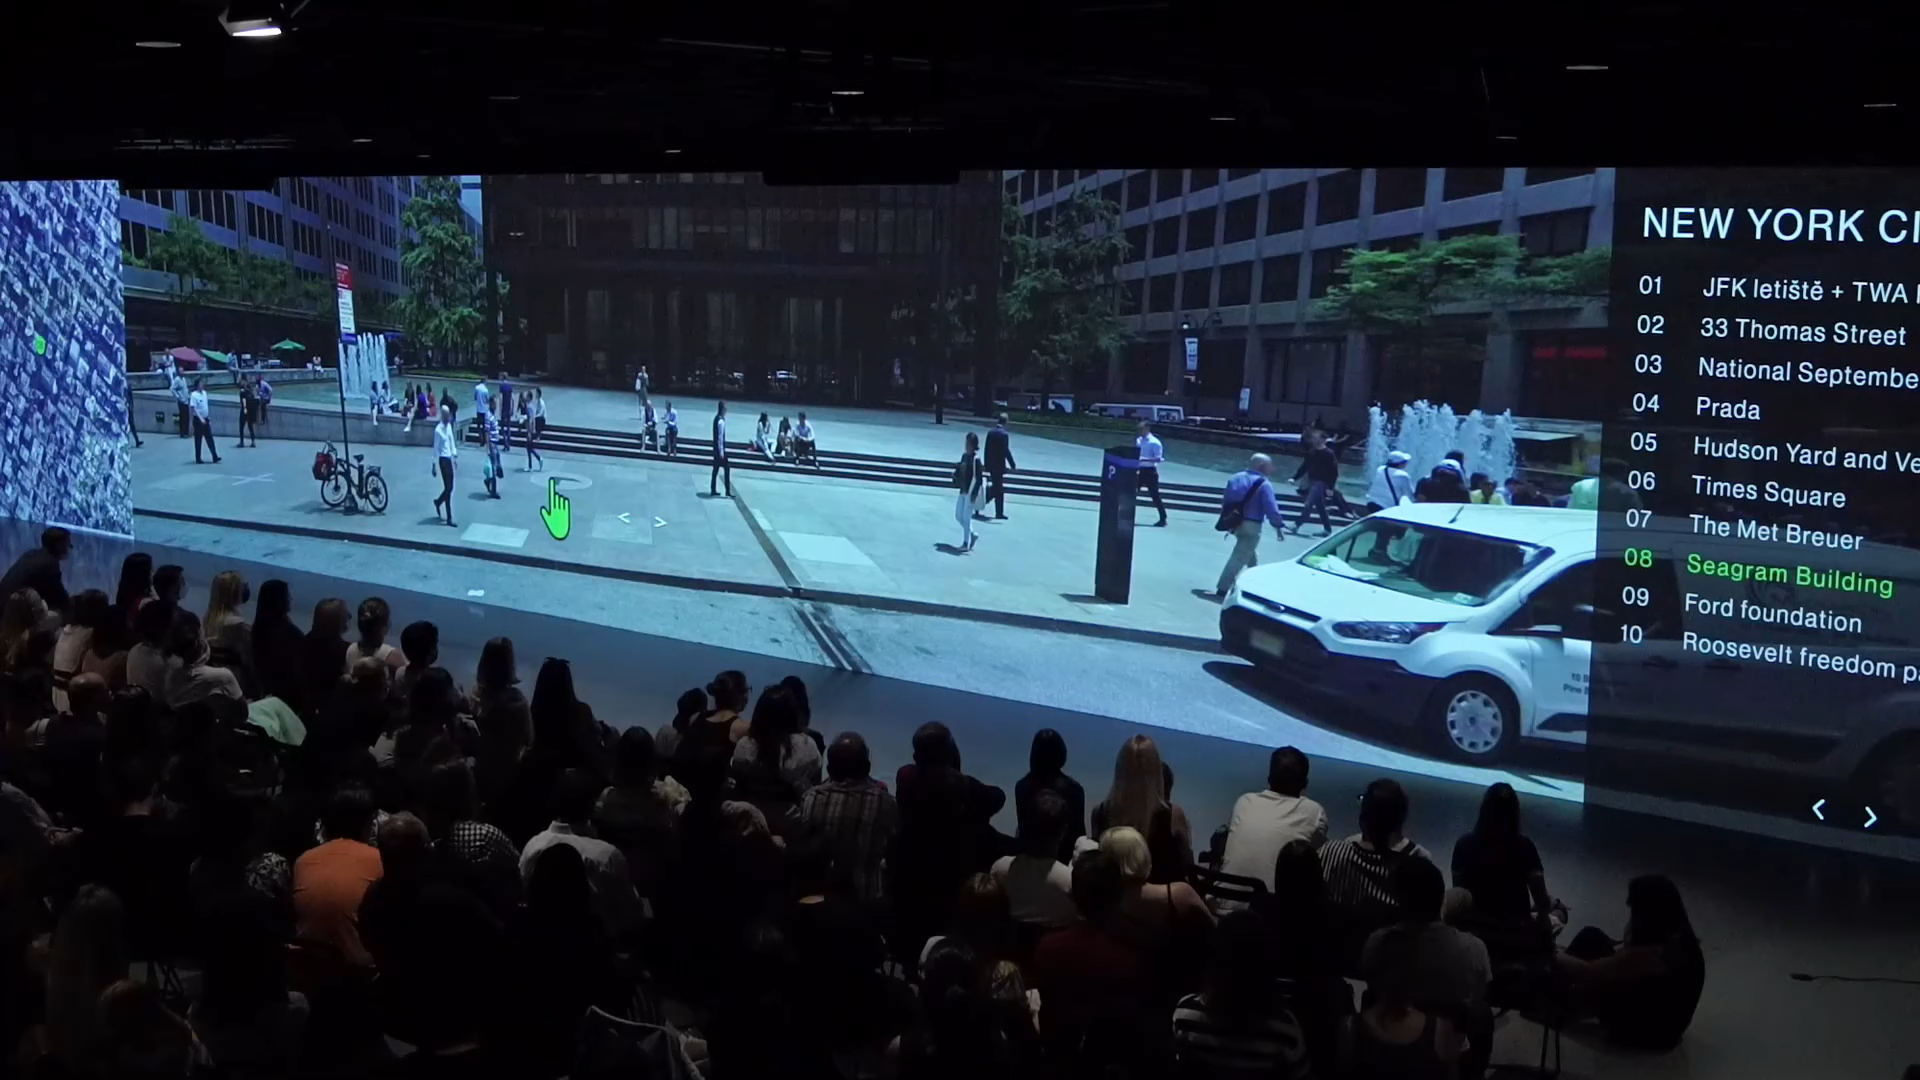 NEW YORK CI
01 JFK letiště + TWA
02 33 Thomas Street
03 National Septembe
04 Prada
05 Hudson Yard and Ve
06 Times Square
07 The Met Breuer
08 Seagram Building
09 Ford foundation
10 Roosevelt freedom pa